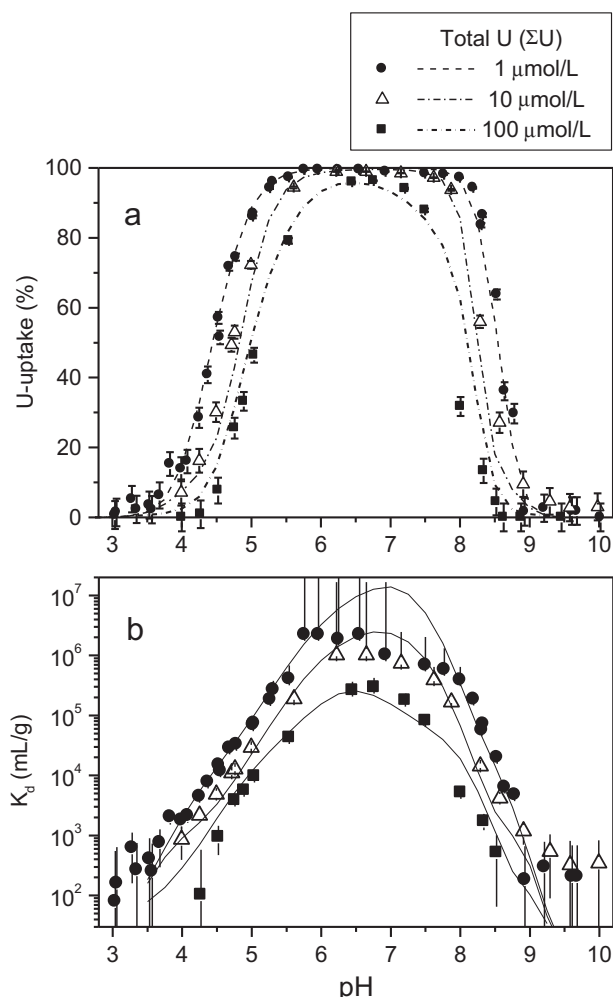 Total U (ΣU)
1 μmol/L
10 μmol/L
100 μmol/L
100
80
60
40
20
0
a
U-uptake (%)
3 4 5 6 7 8 9 10
b
10⁷
10⁶
10⁵
10⁴
10³
10²
K_d (mL/g)
3 4 5 6 7 8 9 10
pH